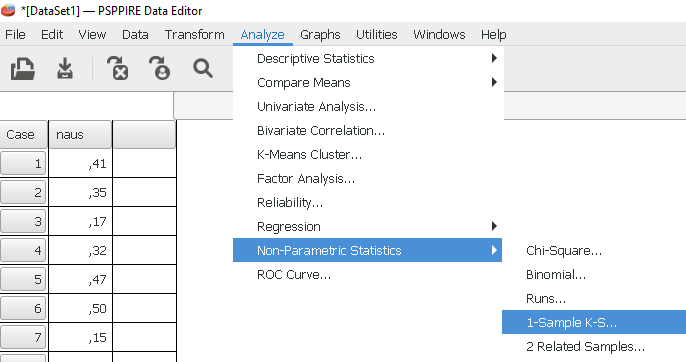 *[DataSet1] — PSPPIRE Data Editor
File Edit View Data Transform Analyze Graphs Utilities Windows Help
Descriptive Statistics
Compare Means
Univariate Analysis...
Bivariate Correlation...
K-Means Cluster...
Factor Analysis...
Reliability...
Regression
Non-Parametric Statistics
ROC Curve...
Chi-Square...
Binomial...
Runs...
1-Sample K-S...
2 Related Samples...
Case naus
1 ,41
2 ,35
3 ,17
4 ,32
5 ,47
6 ,50
7 ,15